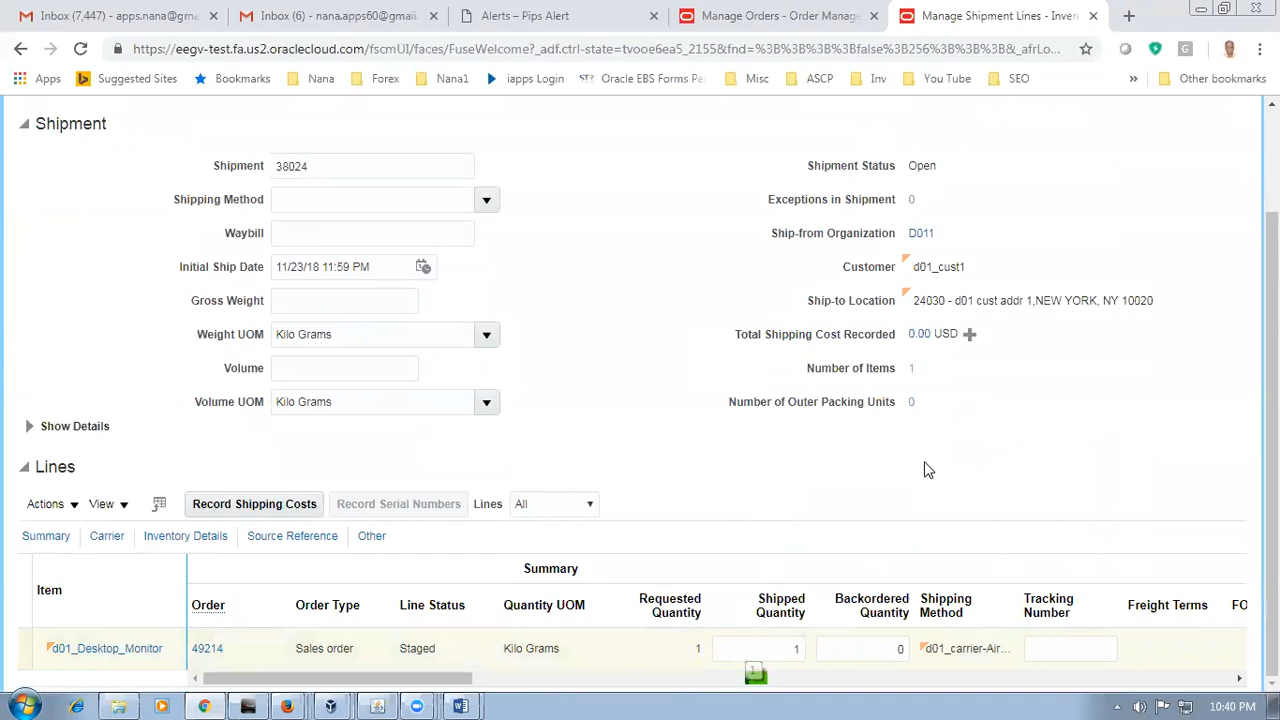 Inbox (7,447) - apps.nana@gm
Inbox (6) - nana.apps60@gmail.
Alerts – Pips Alert
Manage Orders - Order Manag
Manage Shipment Lines - Inven
https://eegv-test.fa.us2.oraclecloud.com/fscmUI/faces/FuseWelcome?_adf.ctrl-state=tvooe6ea5_2155&fnd=%3B%3B%3B%3Bfalse%3B256%3B%3B%3B&_afrLo...
Apps
Suggested Sites
Bookmarks
Nana
Forex
Nana1
iapps Login
Oracle EBS Forms Pe
Misc
ASCP
Inv
You Tube
SEO
»
Other bookmarks
Shipment
Shipment 38024
Shipment Status Open
Shipping Method
Exceptions in Shipment 0
Waybill
Ship-from Organization D011
Initial Ship Date 11/23/18 11:59 PM
Customer d01_cust1
Gross Weight
Ship-to Location 24030 - d01 cust addr 1,NEW YORK, NY 10020
Weight UOM Kilo Grams
Total Shipping Cost Recorded 0.00 USD
Volume
Number of Items 1
Volume UOM Kilo Grams
Number of Outer Packing Units 0
Show Details
Lines
Actions View Record Shipping Costs Record Serial Numbers Lines All
Summary Carrier Inventory Details Source Reference Other
Summary
Item Order Order Type Line Status Quantity UOM Requested Quantity Shipped Quantity Backordered Quantity Shipping Method Tracking Number Freight Terms FO
d01_Desktop_Monitor 49214 Sales order Staged Kilo Grams 1 1 0 d01_carrier-Air...
1
10:40 PM